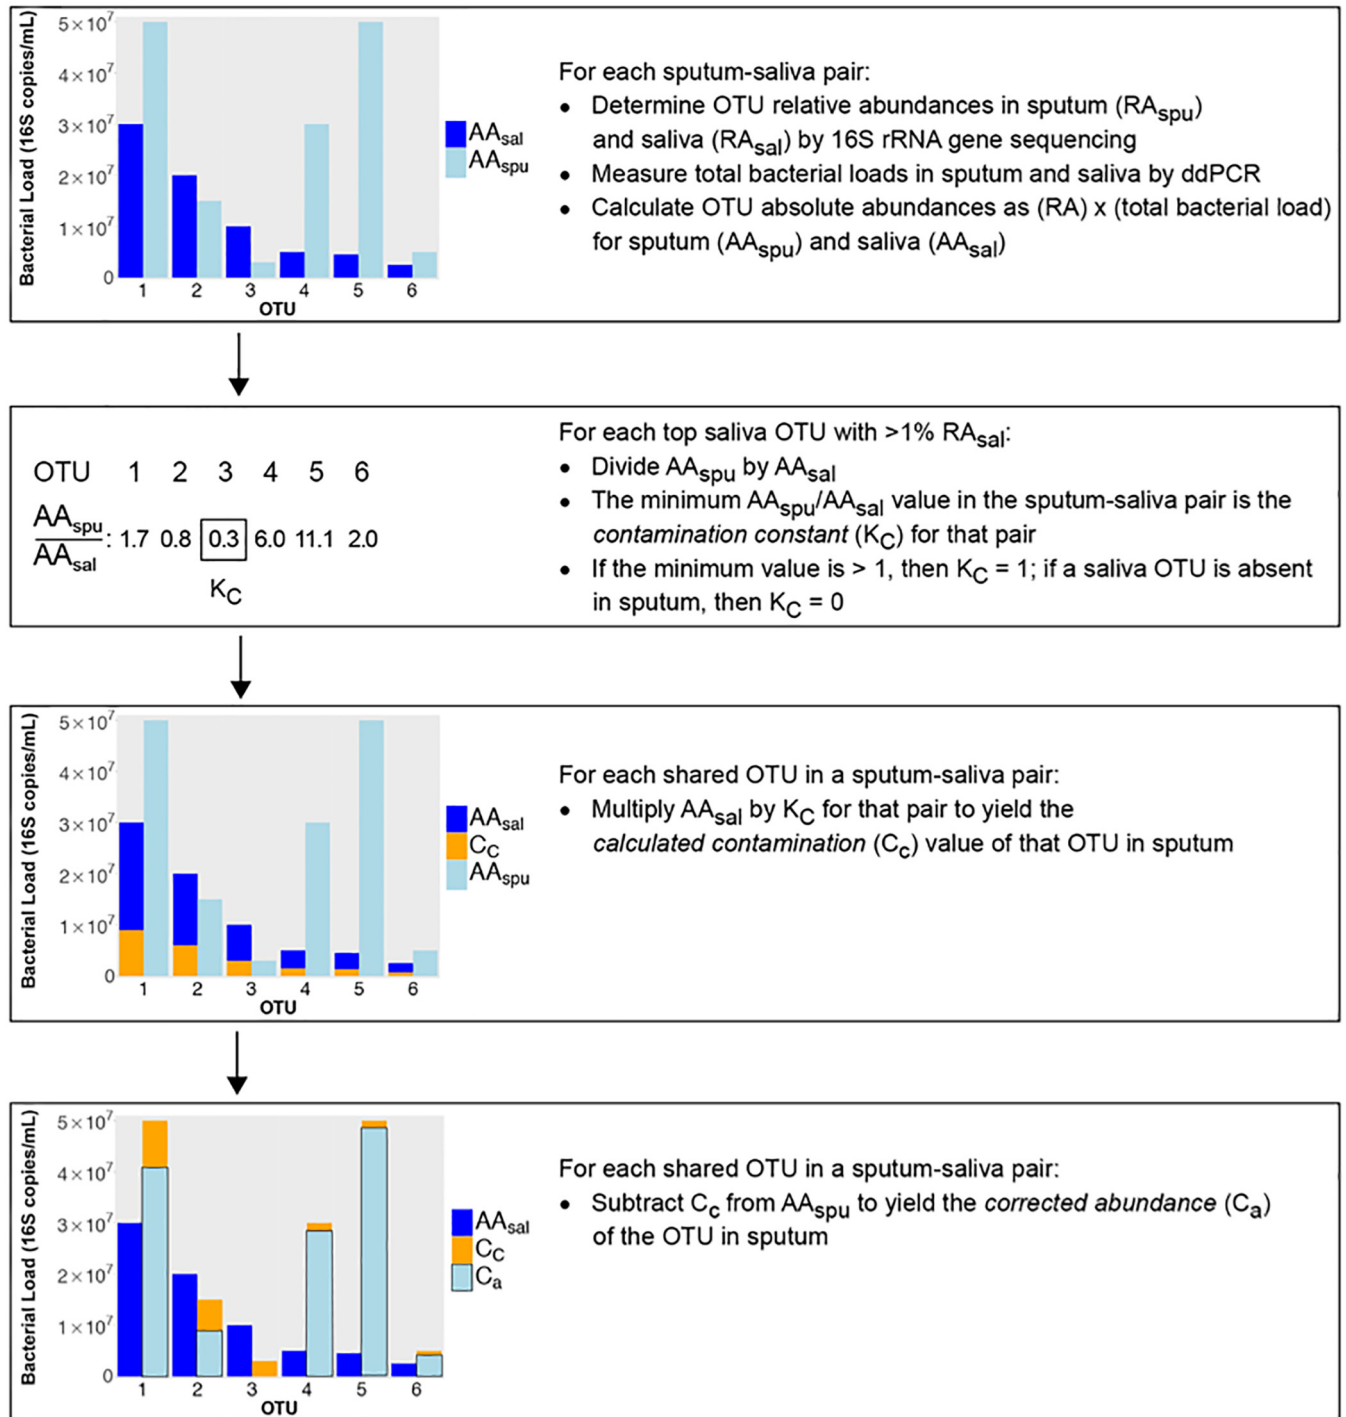 Bacterial Load (16S copies/mL)
5×10⁷
4×10⁷
3×10⁷
2×10⁷
1×10⁷
0
1 2 3 4 5 6
OTU
AAsal
AAspu
For each sputum-saliva pair:
• Determine OTU relative abundances in sputum (RAspu)
and saliva (RAsal) by 16S rRNA gene sequencing
• Measure total bacterial loads in sputum and saliva by ddPCR
• Calculate OTU absolute abundances as (RA) x (total bacterial load)
for sputum (AAspu) and saliva (AAsal)
OTU 1 2 3 4 5 6
AAspu
AAsal
: 1.7 0.8 0.3 6.0 11.1 2.0
KC
For each top saliva OTU with >1% RAsal:
• Divide AAspu by AAsal
• The minimum AAspu/AAsal value in the sputum-saliva pair is the
contamination constant (KC) for that pair
• If the minimum value is > 1, then KC = 1; if a saliva OTU is absent
in sputum, then KC = 0
Bacterial Load (16S copies/mL)
5×10⁷
4×10⁷
3×10⁷
2×10⁷
1×10⁷
0
1 2 3 4 5 6
OTU
AAsal
CC
AAspu
For each shared OTU in a sputum-saliva pair:
• Multiply AAsal by KC for that pair to yield the
calculated contamination (Cc) value of that OTU in sputum
Bacterial Load (16S copies/mL)
5×10⁷
4×10⁷
3×10⁷
2×10⁷
1×10⁷
0
1 2 3 4 5 6
OTU
AAsal
CC
Ca
For each shared OTU in a sputum-saliva pair:
• Subtract Cc from AAspu to yield the corrected abundance (Ca)
of the OTU in sputum